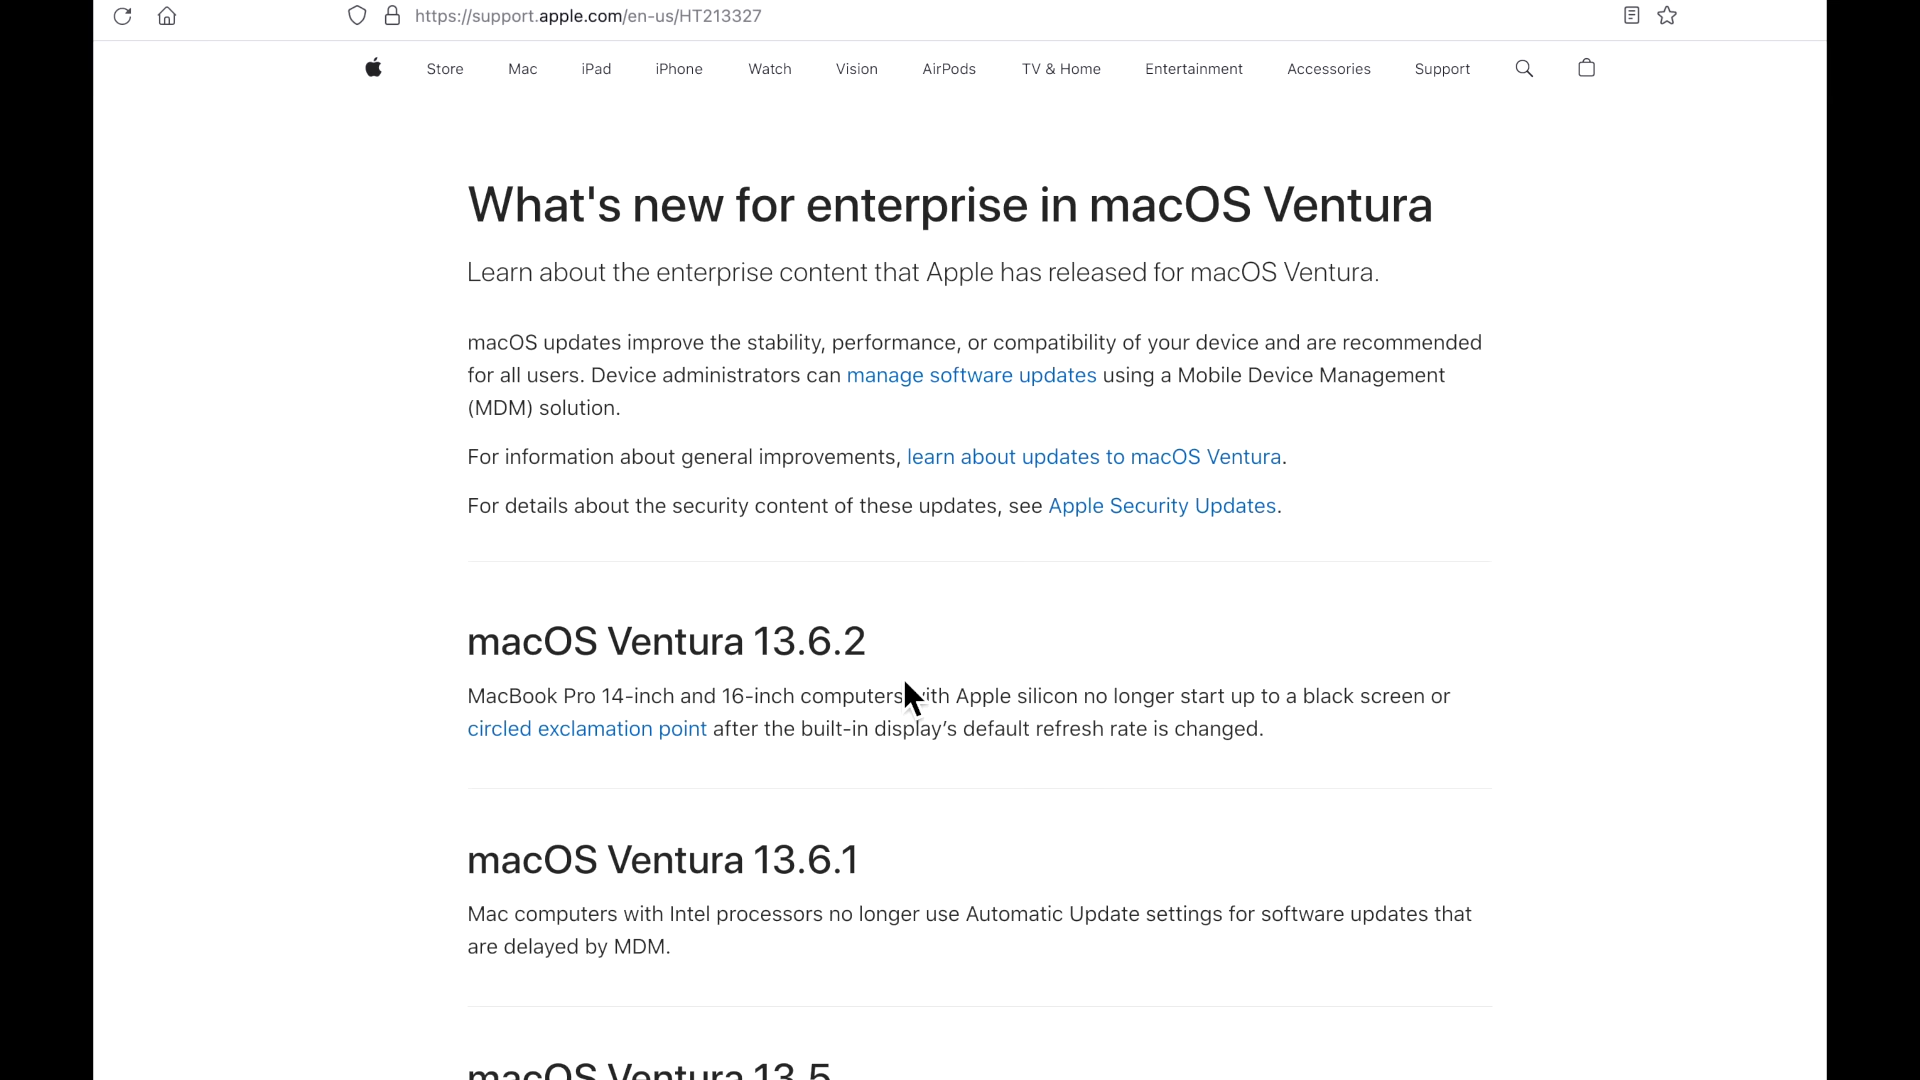 https://support.apple.com/en-us/HT213327
Store Mac iPad iPhone Watch Vision AirPods TV & Home Entertainment Accessories Support
What's new for enterprise in macOS Ventura
Learn about the enterprise content that Apple has released for macOS Ventura.
macOS updates improve the stability, performance, or compatibility of your device and are recommended
for all users. Device administrators can manage software updates using a Mobile Device Management
(MDM) solution.
For information about general improvements, learn about updates to macOS Ventura.
For details about the security content of these updates, see Apple Security Updates.
macOS Ventura 13.6.2
MacBook Pro 14-inch and 16-inch computers with Apple silicon no longer start up to a black screen or
circled exclamation point after the built-in display’s default refresh rate is changed.
macOS Ventura 13.6.1
Mac computers with Intel processors no longer use Automatic Update settings for software updates that
are delayed by MDM.
macOS Ventura 13.5